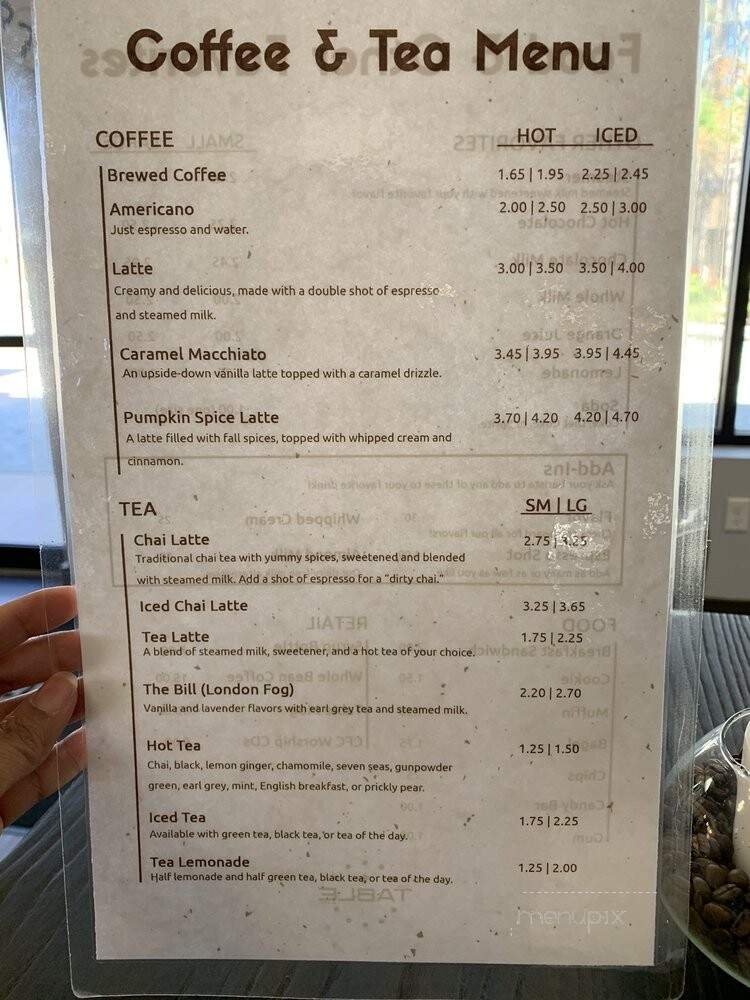 Coffee & Tea Menu
COFFEE HOT ICED
Brewed Coffee 1.65 | 1.95 2.25 | 2.45
Americano 2.00 | 2.50 2.50 | 3.00
Just espresso and water.
Latte 3.00 | 3.50 3.50 | 4.00
Creamy and delicious, made with a double shot of espresso
and steamed milk.
Caramel Macchiato 3.45 | 3.95 3.95 | 4.45
An upside-down vanilla latte topped with a caramel drizzle.
Pumpkin Spice Latte 3.70 | 4.20 4.20 | 4.70
A latte filled with fall spices, topped with whipped cream and
cinnamon.
TEA SM | LG
Chai Latte 2.75 | 3.25
Traditional chai tea with yummy spices, sweetened and blended
with steamed milk. Add a shot of espresso for a "dirty chai."
Iced Chai Latte 3.25 | 3.65
Tea Latte 1.75 | 2.25
A blend of steamed milk, sweetener, and a hot tea of your choice.
The Bill (London Fog) 2.20 | 2.70
Vanilla and lavender flavors with earl grey tea and steamed milk.
Hot Tea 1.25 | 1.50
Chai, black, lemon ginger, chamomile, seven seas, gunpowder
green, earl grey, mint, English breakfast, or prickly pear.
Iced Tea 1.75 | 2.25
Available with green tea, black tea, or tea of the day.
Tea Lemonade 1.25 | 2.00
Half lemonade and half green tea, black tea, or tea of the day.
menupix